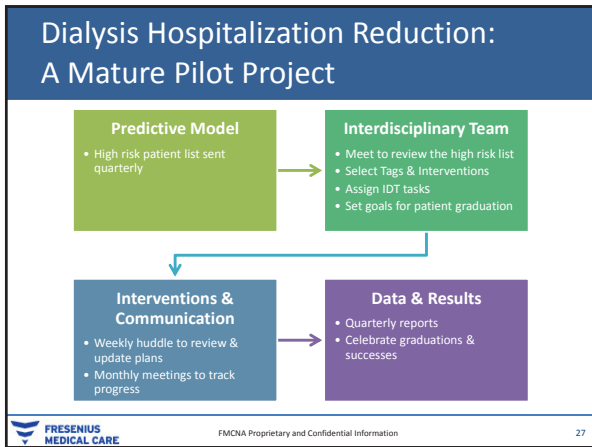 Dialysis Hospitalization Reduction:
A Mature Pilot Project
Predictive Model
• High risk patient list sent
quarterly
Interdisciplinary Team
• Meet to review the high risk list
• Select Tags & Interventions
• Assign IDT tasks
• Set goals for patient graduation
Interventions &
Communication
• Weekly huddle to review &
update plans
• Monthly meetings to track
progress
Data & Results
• Quarterly reports
• Celebrate graduations &
successes
FRESENIUS
MEDICAL CARE
FMCNA Proprietary and Confidential Information
27